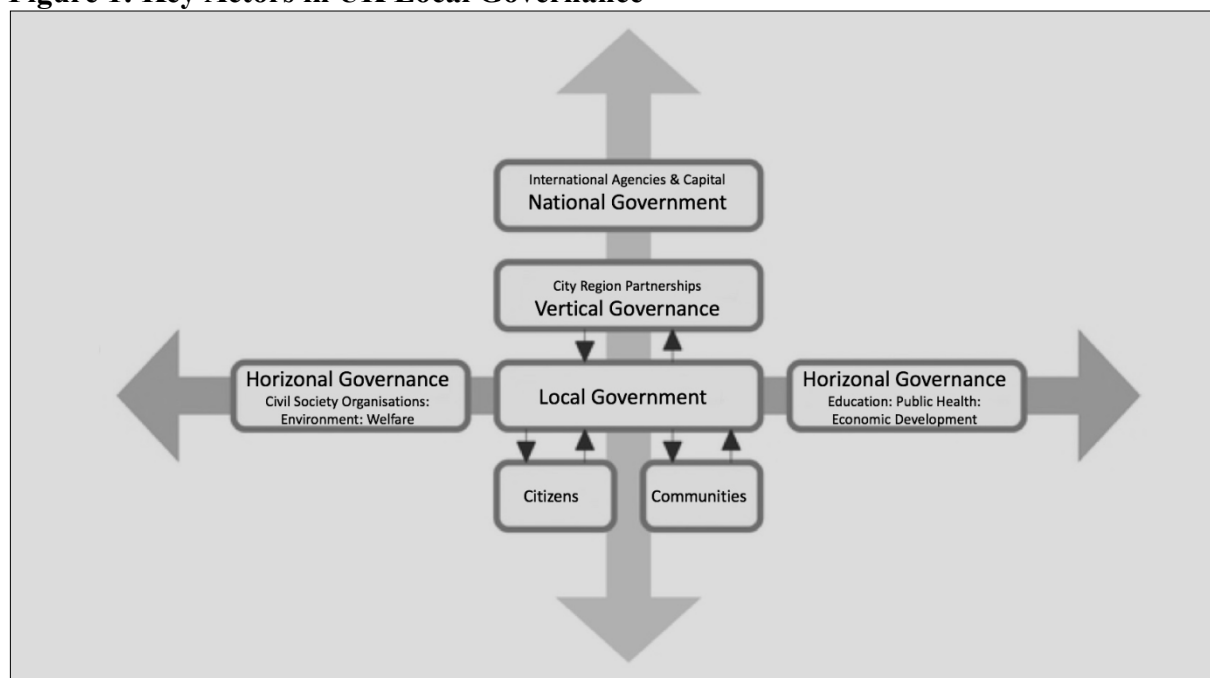 Figure 1: Key Actors in UK Local Governance
International Agencies & Capital
National Government
City Region Partnerships
Vertical Governance
Horizonal Governance
Civil Society Organisations:
Environment: Welfare
Local Government
Horizonal Governance
Education: Public Health:
Economic Development
Citizens
Communities